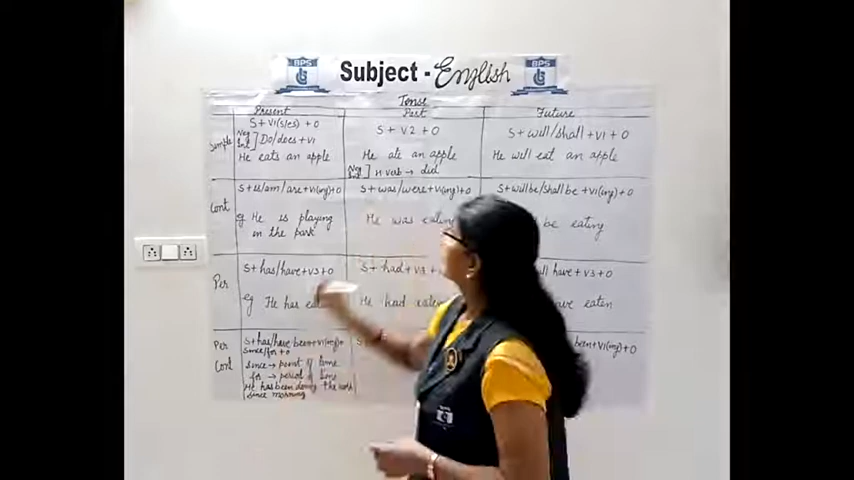 BPS
Subject - English
BPS
Tense
Present
Past
Future
Simple
S + V1(s/es) + O
Neg
Int ] Do/does + V1
He eats an apple
S + V2 + O
He ate an apple
Neg
Int ] H verb → did
S + will/shall + V1 + O
He will eat an apple
Cont
S + is/am/are + V1(ing) + O
eg He is playing
in the park
S + was/were + V1(ing) + O
He was eating
S + will be/shall be + V1(ing) + O
be eating
Per
S + has/have + V3 + O
eg He has
S + had + V3 +
He had eaten
have + V3 + O
eaten
Per
Cont
S + has/have been + V1(ing) +
Since/for + O
since → point of time
for → period of time
He has been doing the work
since morning
S
been + V1(ing) + O
BPS